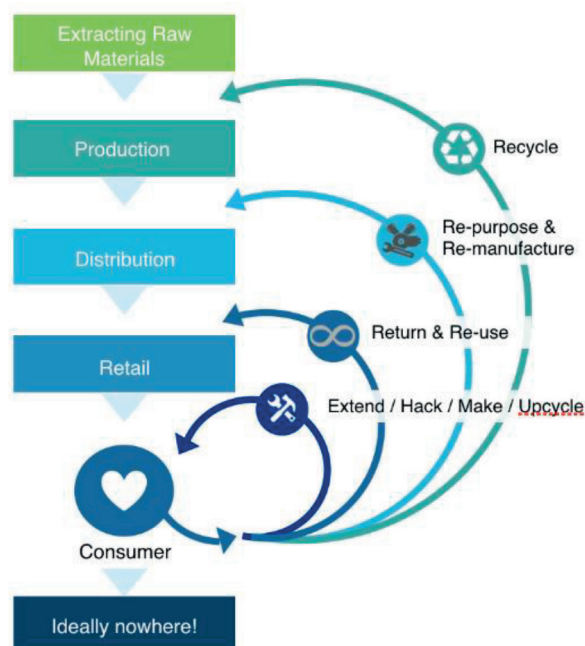 Extracting Raw
Materials
Production
Recycle
Re-purpose &
Re-manufacture
Distribution
Return & Re-use
Retail
Extend / Hack / Make / Upcycle
Consumer
Ideally nowhere!